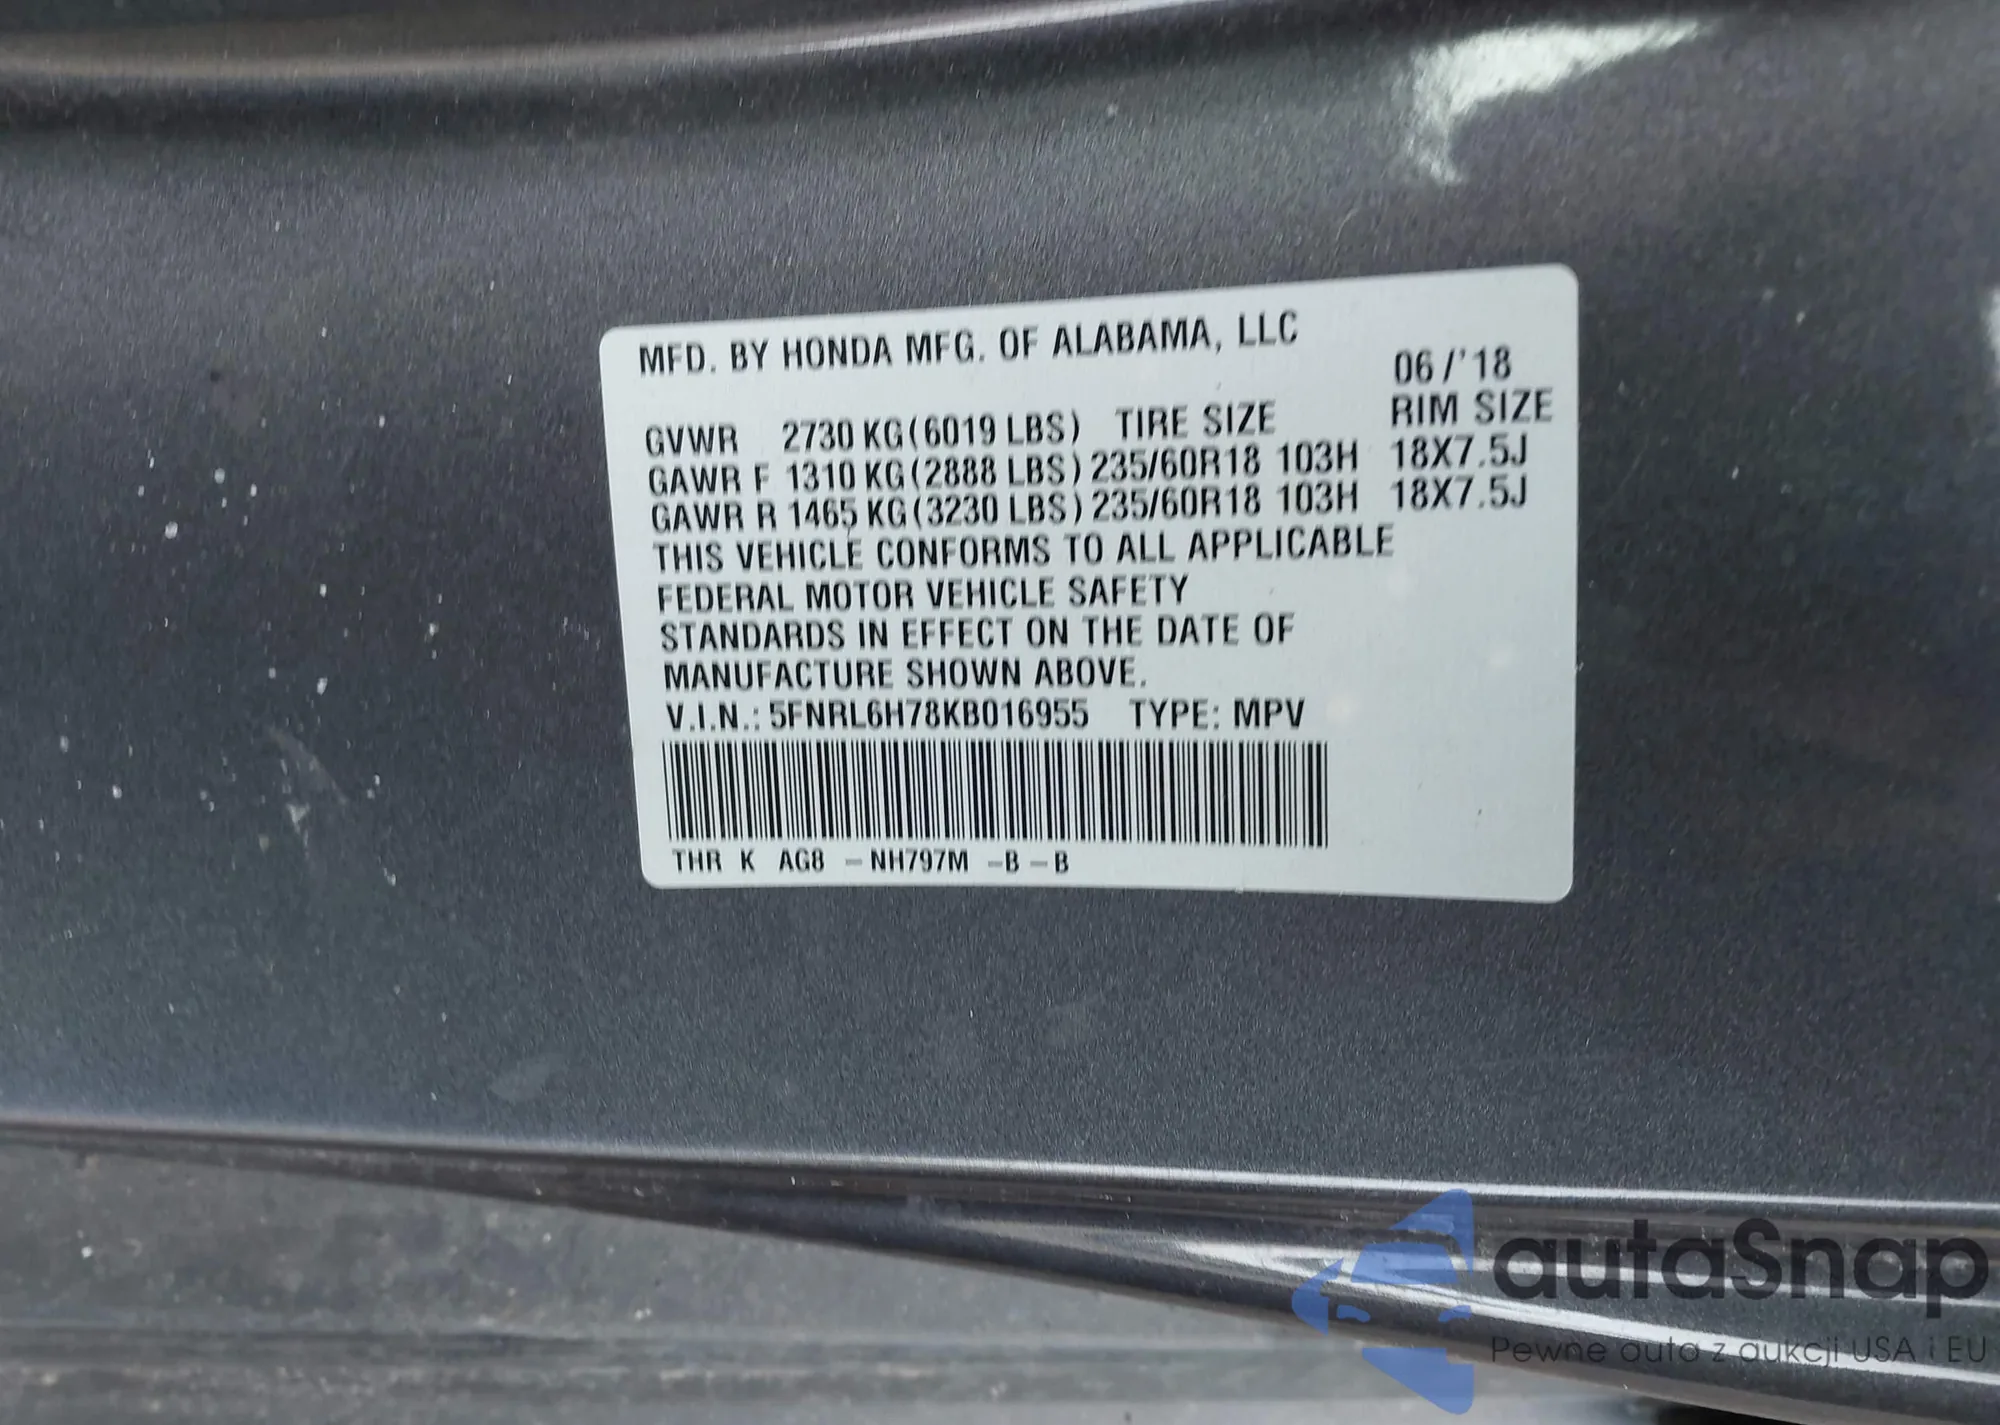 MFD. BY HONDA MFG. OF ALABAMA, LLC
06/'18
GVWR 2730 KG(6019 LBS) TIRE SIZE RIM SIZE
GAWR F 1310 KG(2888 LBS) 235/60R18 103H 18X7.5J
GAWR R 1465 KG(3230 LBS) 235/60R18 103H 18X7.5J
THIS VEHICLE CONFORMS TO ALL APPLICABLE
FEDERAL MOTOR VEHICLE SAFETY
STANDARDS IN EFFECT ON THE DATE OF
MANUFACTURE SHOWN ABOVE.
V.I.N.: 5FNRL6H78KB016955 TYPE: MPV
THR K AG8 -NH797M -B-B
autaSnap
Pewne auta z aukcji USA i EU